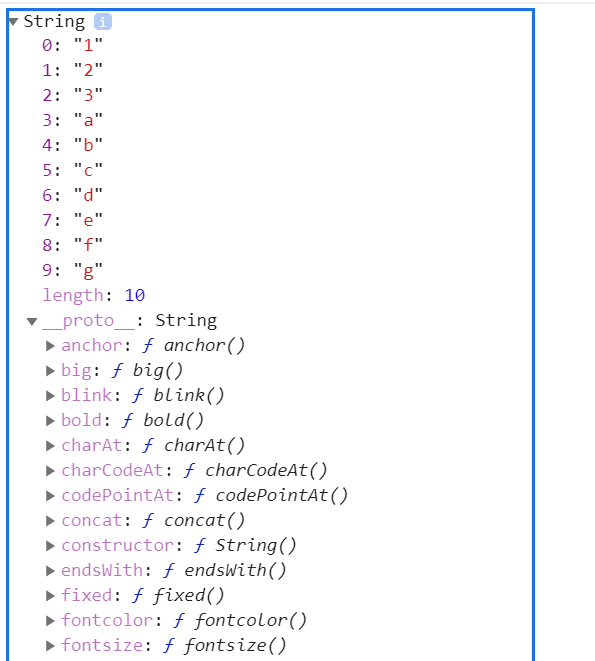 String i
0: "1"
1: "2"
2: "3"
3: "a"
4: "b"
5: "c"
6: "d"
7: "e"
8: "f"
9: "g"
length: 10
__proto__: String
anchor: ƒ anchor()
big: ƒ big()
blink: ƒ blink()
bold: ƒ bold()
charAt: ƒ charAt()
charCodeAt: ƒ charCodeAt()
codePointAt: ƒ codePointAt()
concat: ƒ concat()
constructor: ƒ String()
endsWith: ƒ endsWith()
fixed: ƒ fixed()
fontcolor: ƒ fontcolor()
fontsize: ƒ fontsize()